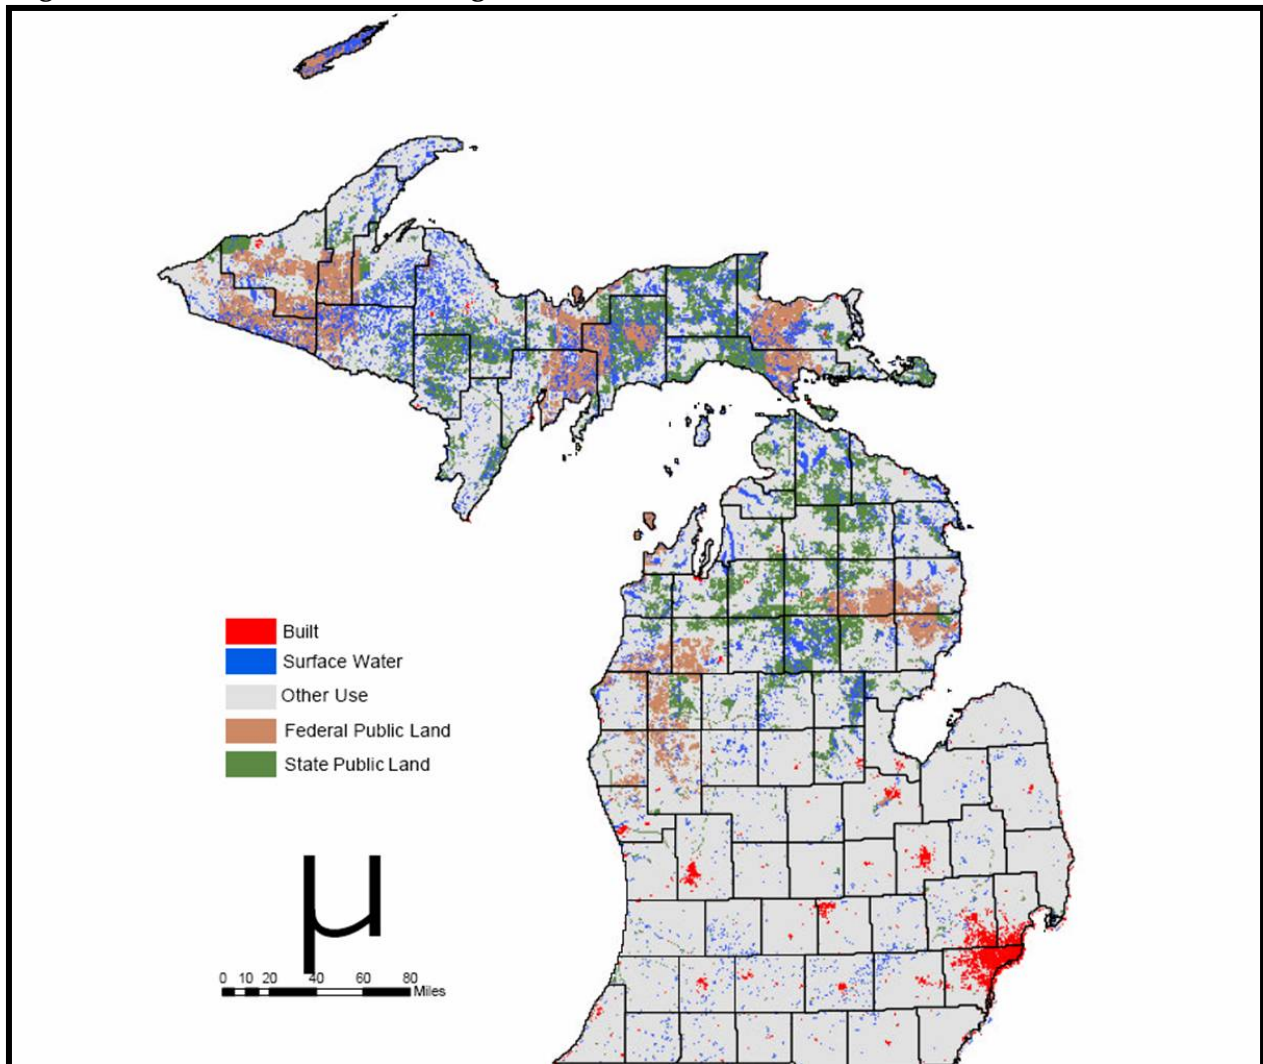 Built
Surface Water
Other Use
Federal Public Land
State Public Land
µ
0 10 20 40 60 80
Miles